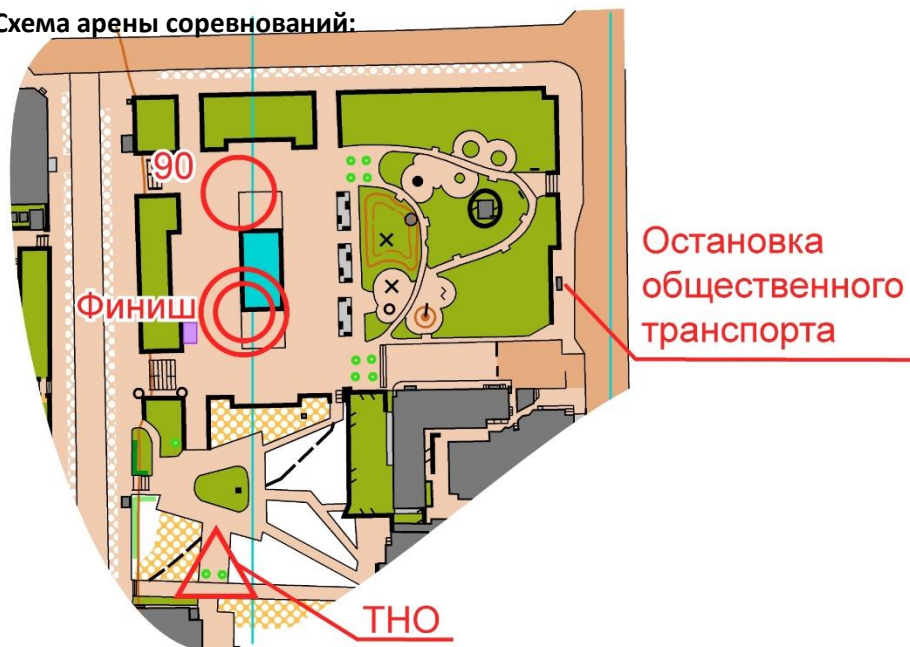 Схема арены соревнований:
90
Финиш
Остановка
общественного
транспорта
ТНО